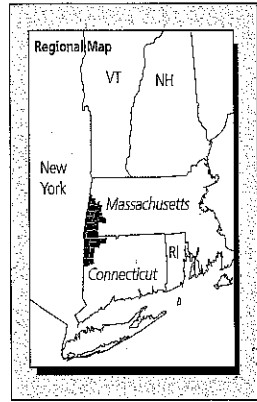 Regional Map
VT
NH
New
York
Massachusetts
RI
Connecticut